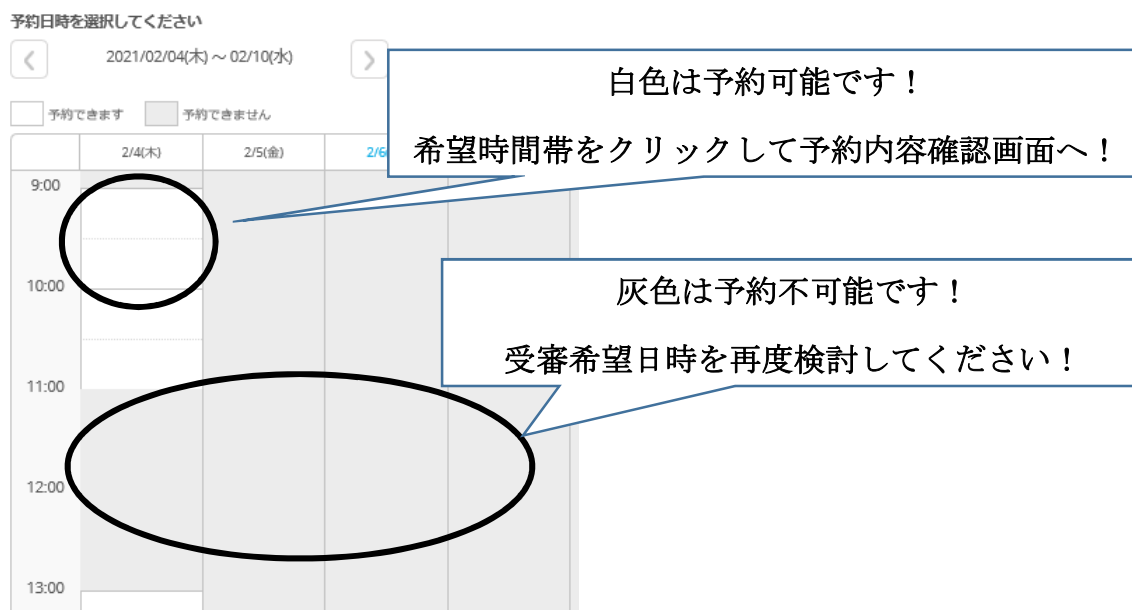 予約日時を選択してください
2021/02/04(木) ~ 02/10(水)
予約できます 予約できません
2/4(木) 2/5(金) 2/6
白色は予約可能です!
希望時間帯をクリックして予約内容確認画面へ!
9:00
10:00
灰色は予約不可能です!
受審希望日時を再度検討してください!
11:00
12:00
13:00